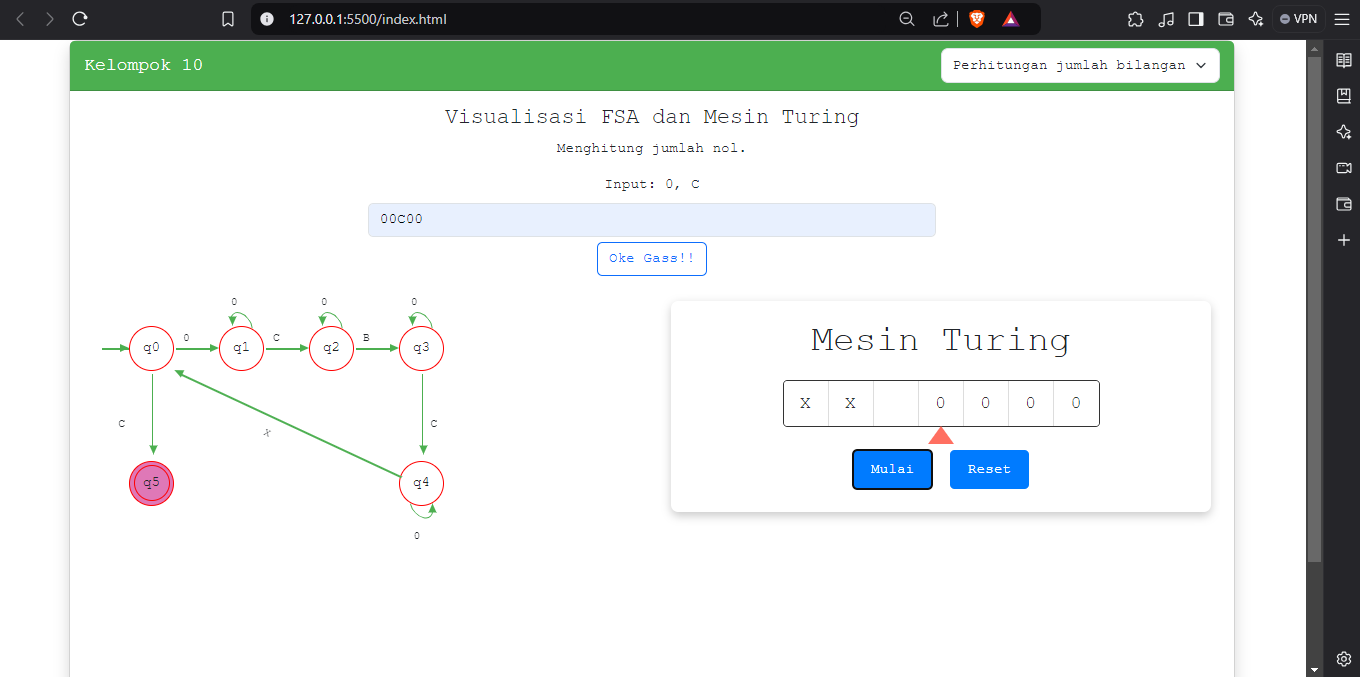 127.0.0.1:5500/index.html
VPN
Kelompok 10
Perhitungan jumlah bilangan
Visualisasi FSA dan Mesin Turing
Menghitung jumlah nol.
Input: 0, C
00C00
Oke Gass!!
0 0 0
q0 0 q1 C q2 B q3
C X C
q5 q4
0
Mesin Turing
X X 0 0 0 0
Mulai Reset